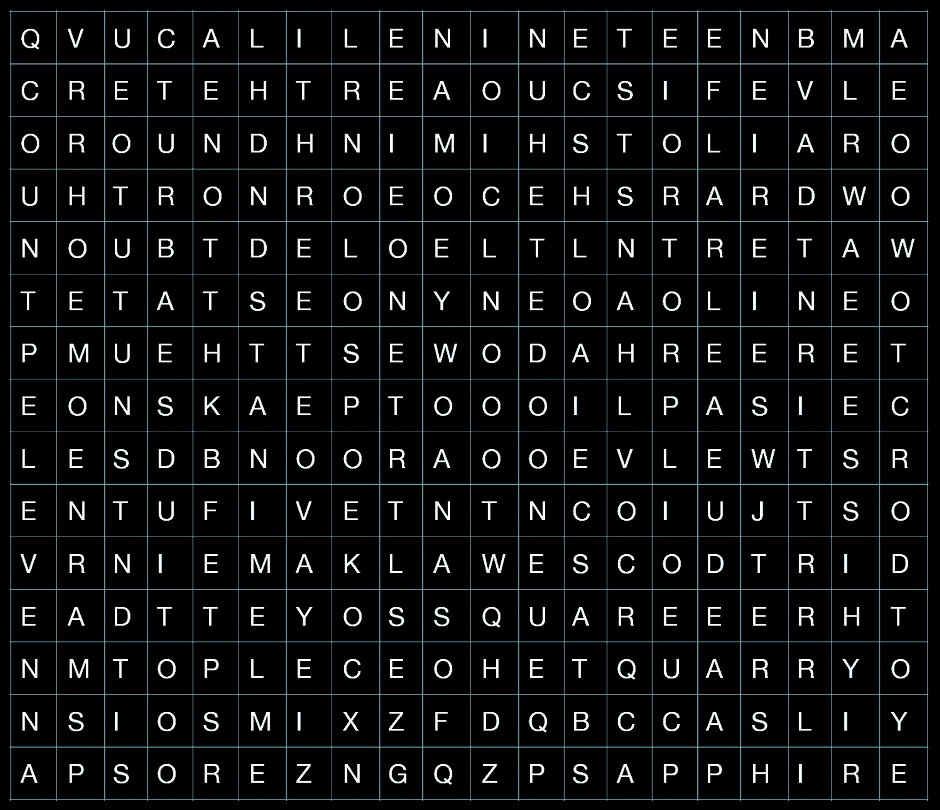 Q V U C A L I L E N I N E T E E N B M A
C R E T E H T R E A O U C S I F E V L E
O R O U N D H N I M I H S T O L I A R O
U H T R O N R O E O C E H S R A R D W O
N O U B T D E L O E L T L N T R E T A W
T E T A T S E O N Y N E O A O L I N E O
P M U E H T T S E W O D A H R E E R E T
E O N S K A E P T O O O I L P A S I E C
L E S D B N O O R A O O E V L E W T S R
E N T U F I V E T N T N C O I U J T S O
V R N I E M A K L A W E S C O D T R I D
E A D T T E Y O S S Q U A R E E E R H T
N M T O P L E C E O H E T Q U A R R Y O
N S I O S M I X Z F D Q B C C A S L I Y
A P S O R E Z N G Q Z P S A P P H I R E